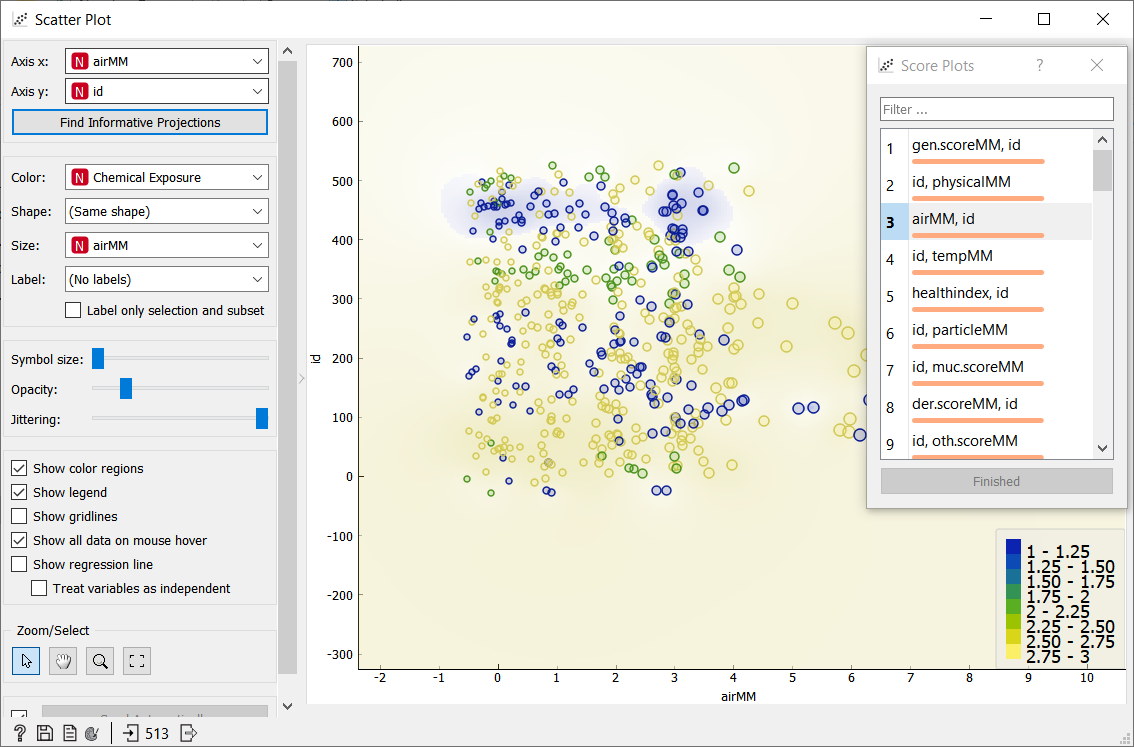 Scatter Plot
Axis x: N airMM
Axis y: N id
Find Informative Projections
Color: N Chemical Exposure
Shape: (Same shape)
Size: N airMM
Label: (No labels)
Label only selection and subset
Symbol size:
Opacity:
Jittering:
Show color regions
Show legend
Show gridlines
Show all data on mouse hover
Show regression line
Treat variables as independent
Zoom/Select
? 513
700
600
500
400
300
200
100
0
-100
-200
-300
id
-2 -1 0 1 2 3 4 5 6 7 8 9 10
airMM
Score Plots ?
Filter ...
1 gen.scoreMM, id
2 id, physicalMM
3 airMM, id
4 id, tempMM
5 healthindex, id
6 id, particleMM
7 id, muc.scoreMM
8 der.scoreMM, id
9 id, oth.scoreMM
Finished
1 - 1.25
1.25 - 1.50
1.50 - 1.75
1.75 - 2
2 - 2.25
2.25 - 2.50
2.50 - 2.75
2.75 - 3